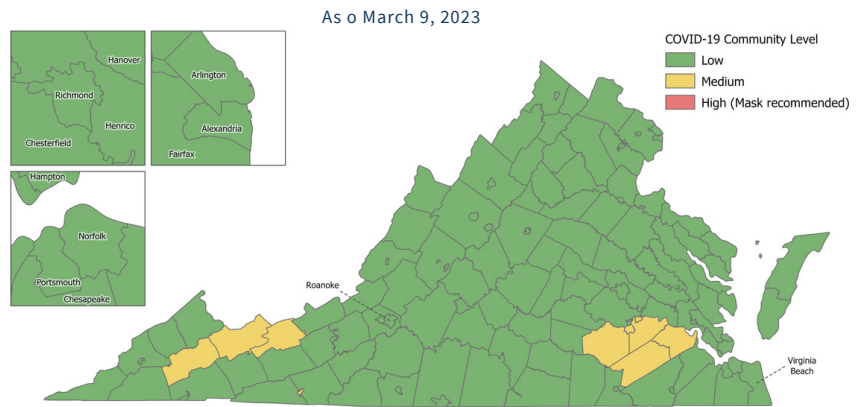 As o March 9, 2023
COVID-19 Community Level
Low
Medium
High (Mask recommended)
Hanover
Richmond
Henrico
Chesterfield
Arlington
Alexandria
Fairfax
Hampton
Norfolk
Portsmouth
Chesapeake
Roanoke
Virginia
Beach